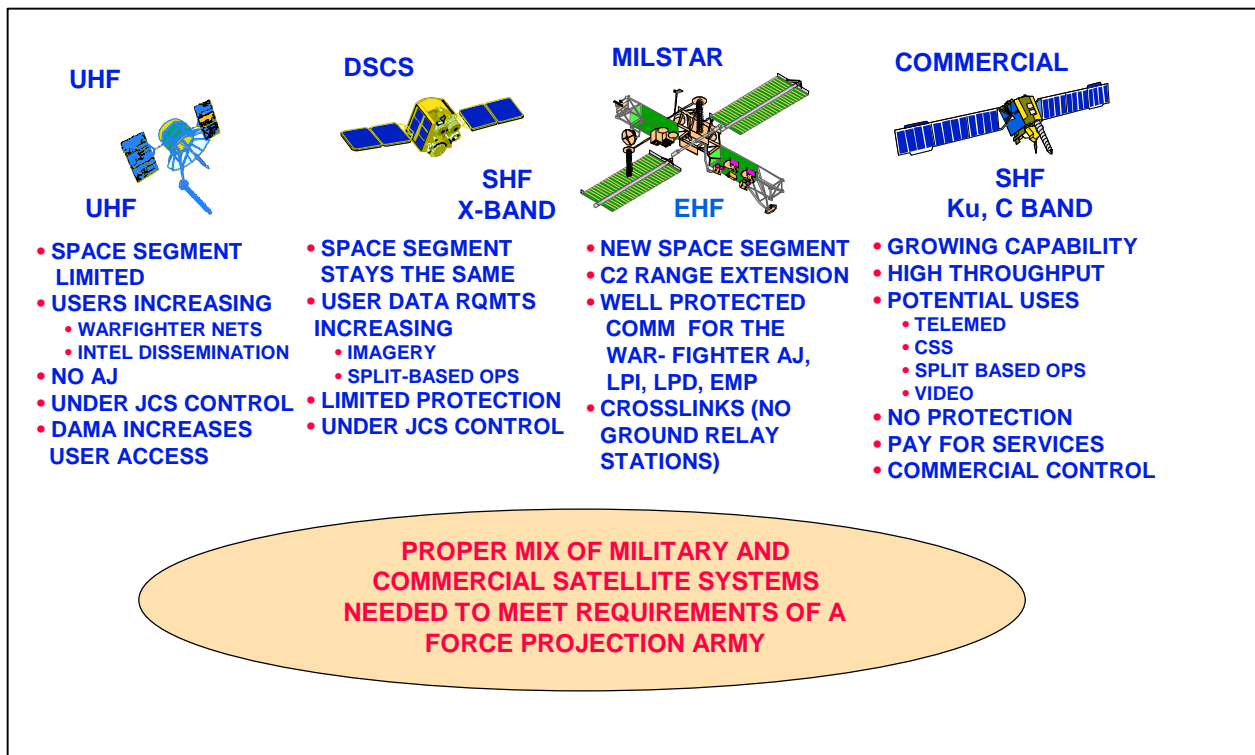 UHF
UHF
• SPACE SEGMENT
LIMITED
• USERS INCREASING
• WARFIGHTER NETS
• INTEL DISSEMINATION
• NO AJ
• UNDER JCS CONTROL
• DAMA INCREASES
USER ACCESS
DSCS
SHF
X-BAND
• SPACE SEGMENT
STAYS THE SAME
• USER DATA RQMTS
INCREASING
• IMAGERY
• SPLIT-BASED OPS
• LIMITED PROTECTION
• UNDER JCS CONTROL
MILSTAR
EHF
• NEW SPACE SEGMENT
• C2 RANGE EXTENSION
• WELL PROTECTED
COMM FOR THE
WAR- FIGHTER AJ,
LPI, LPD, EMP
• CROSSLINKS (NO
GROUND RELAY
STATIONS)
COMMERCIAL
SHF
Ku, C BAND
• GROWING CAPABILITY
• HIGH THROUGHPUT
• POTENTIAL USES
• TELEMED
• CSS
• SPLIT BASED OPS
• VIDEO
• NO PROTECTION
• PAY FOR SERVICES
• COMMERCIAL CONTROL
PROPER MIX OF MILITARY AND
COMMERCIAL SATELLITE SYSTEMS
NEEDED TO MEET REQUIREMENTS OF A
FORCE PROJECTION ARMY